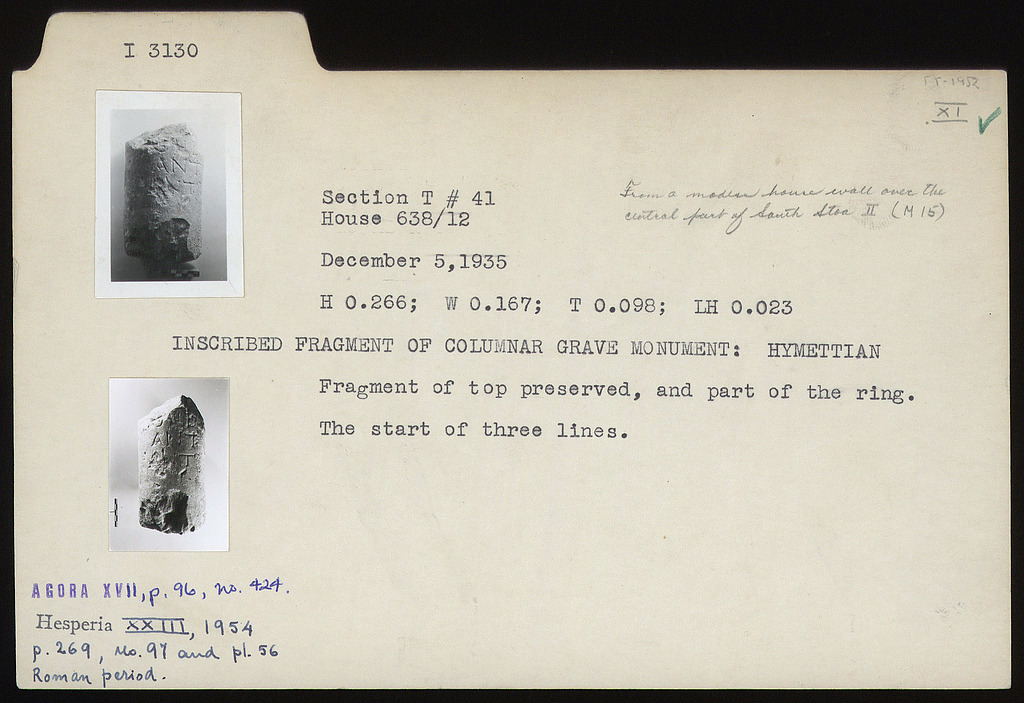 I 3130
1952
XI
Section T # 41
House 638/12
From a modern house wall over the
central part of South Stoa II (M 15)
December 5,1935
H 0.266; W 0.167; T 0.098; LH 0.023
INSCRIBED FRAGMENT OF COLUMNAR GRAVE MONUMENT: HYMETTIAN
Fragment of top preserved, and part of the ring.
The start of three lines.
AGORA XVII, p. 96, no. 424.
Hesperia XXIII, 1954
p. 269, no. 97 and pl. 56
Roman period.